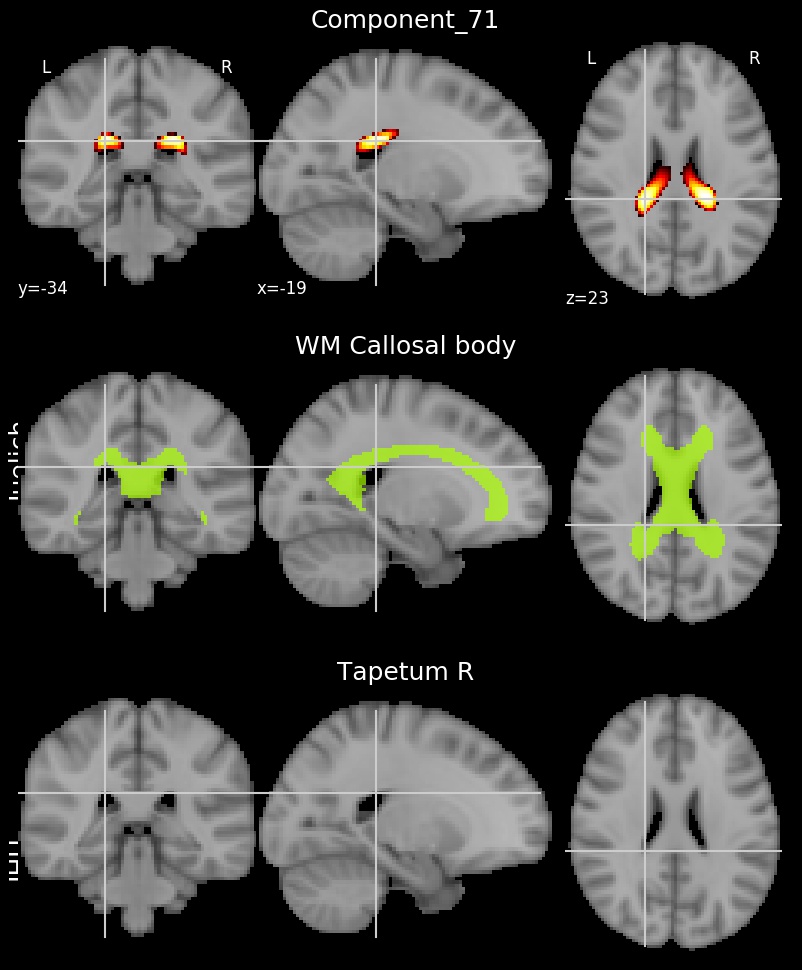 Component_71
L
R
L
R
y=-34
x=-19
z=23
WM Callosal body
Tapetum R